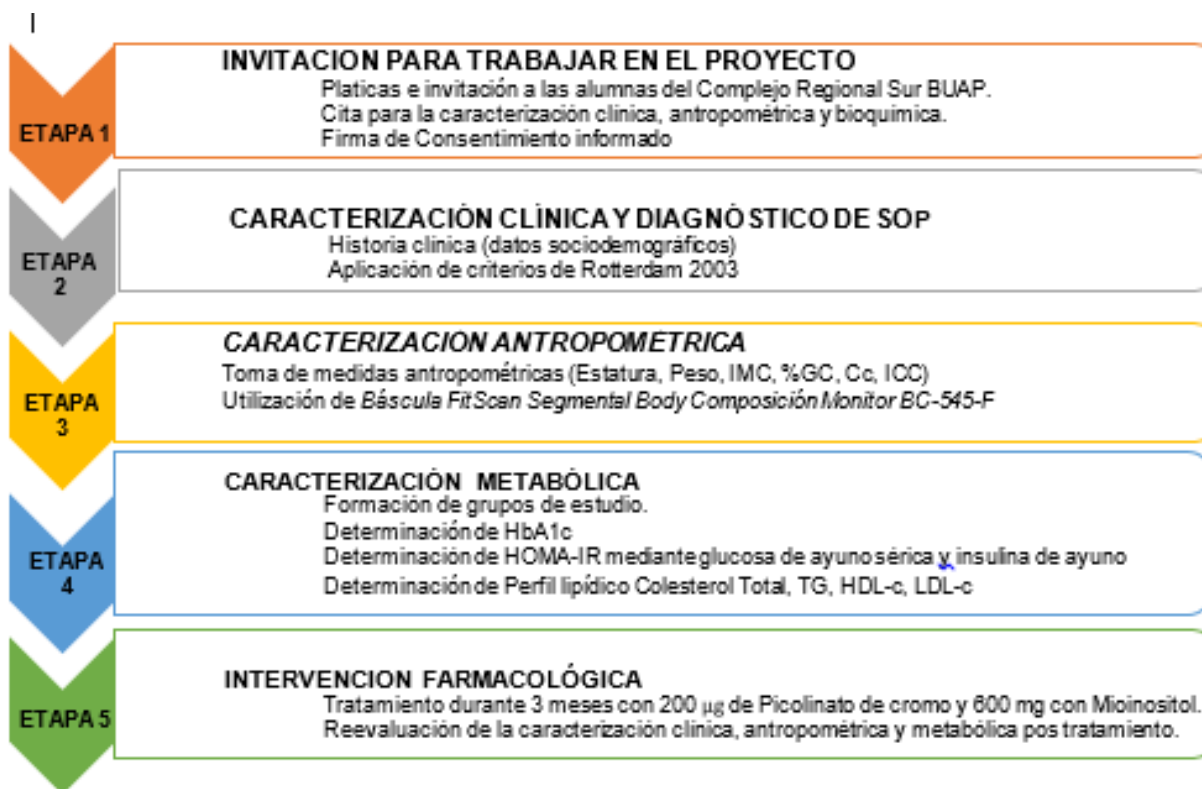 ETAPA 1
INVITACION PARA TRABAJAR EN EL PROYECTO
Platicas e invitación a las alumnas del Complejo Regional Sur BUAP.
Cita para la caracterización clínica, antropométrica y bioquímica.
Firma de Consentimiento informado
ETAPA
2
CARACTERIZACIÓN CLÍNICA Y DIAGNÓSTICO DE SOP
Historia clínica (datos sociodemográficos)
Aplicación de criterios de Rotterdam 2003
ETAPA
3
CARACTERIZACIÓN ANTROPOMÉTRICA
Toma de medidas antropométricas (Estatura, Peso, IMC, %GC, Cc, ICC)
Utilización de Báscula FitScan Segmental Body Composición Monitor BC-545-F
ETAPA
4
CARACTERIZACIÓN METABÓLICA
Formación de grupos de estudio.
Determinación de HbA1c
Determinación de HOMA-IR mediante glucosa de ayuno sérica y insulina de ayuno
Determinación de Perfil lipídico Colesterol Total, TG, HDL-c, LDL-c
ETAPA 5
INTERVENCION FARMACOLÓGICA
Tratamiento durante 3 meses con 200 µg de Picolinato de cromo y 600 mg con Mioinositol.
Reevaluación de la caracterización clínica, antropométrica y metabólica pos tratamiento.